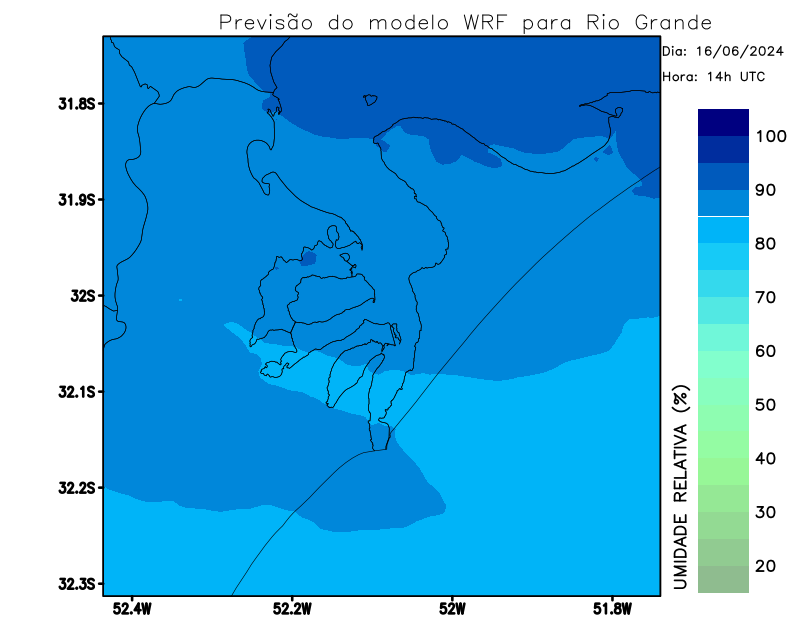 Previsão do modelo WRF para Rio Grande
Dia: 16/06/2024
Hora: 14h UTC
31.8S
31.9S
32S
32.1S
32.2S
32.3S
52.4W
52.2W
52W
51.8W
UMIDADE RELATIVA (%)
100
90
80
70
60
50
40
30
20